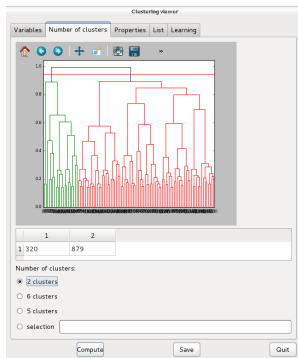 Clustering viewer
Variables Number of clusters Properties List Learning
»
1.0
0.8
0.6
0.4
0.2
0.0
1 2
1 320 879
Number of clusters:
2 clusters
6 clusters
5 clusters
selection
Compute Save Quit